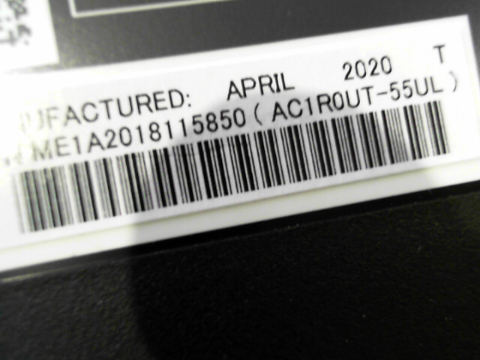 UFACTURED: APRIL 2020 T
ME1A2018115850(AC1R0UT-55UL)